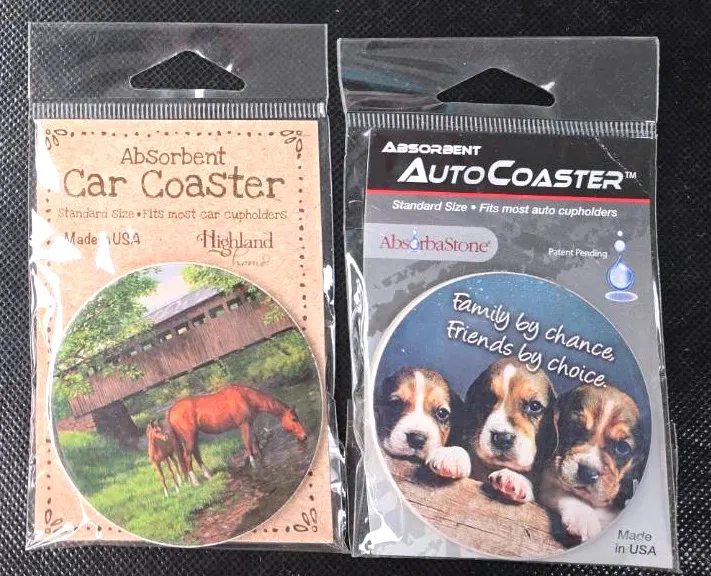 Absorbent
Car Coaster
Standard Size • Fits most car cupholders
Made in USA
Highland
home
ABSORBENT
AUTOCOASTER™
Standard Size • Fits most auto cupholders
AbsorbaStone®
Patent Pending
Family by chance,
Friends by choice.
Made
in USA